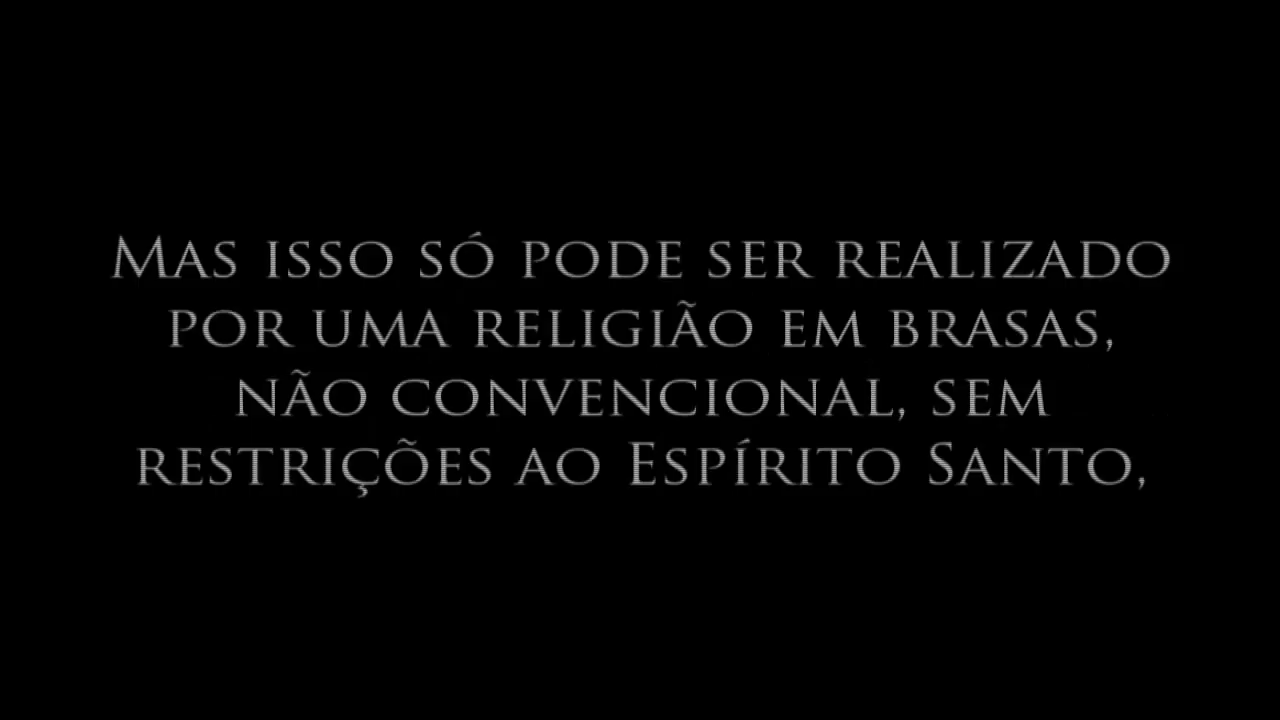 Mas isso só pode ser realizado
por uma religião em brasas,
não convencional, sem
restrições ao Espírito Santo,